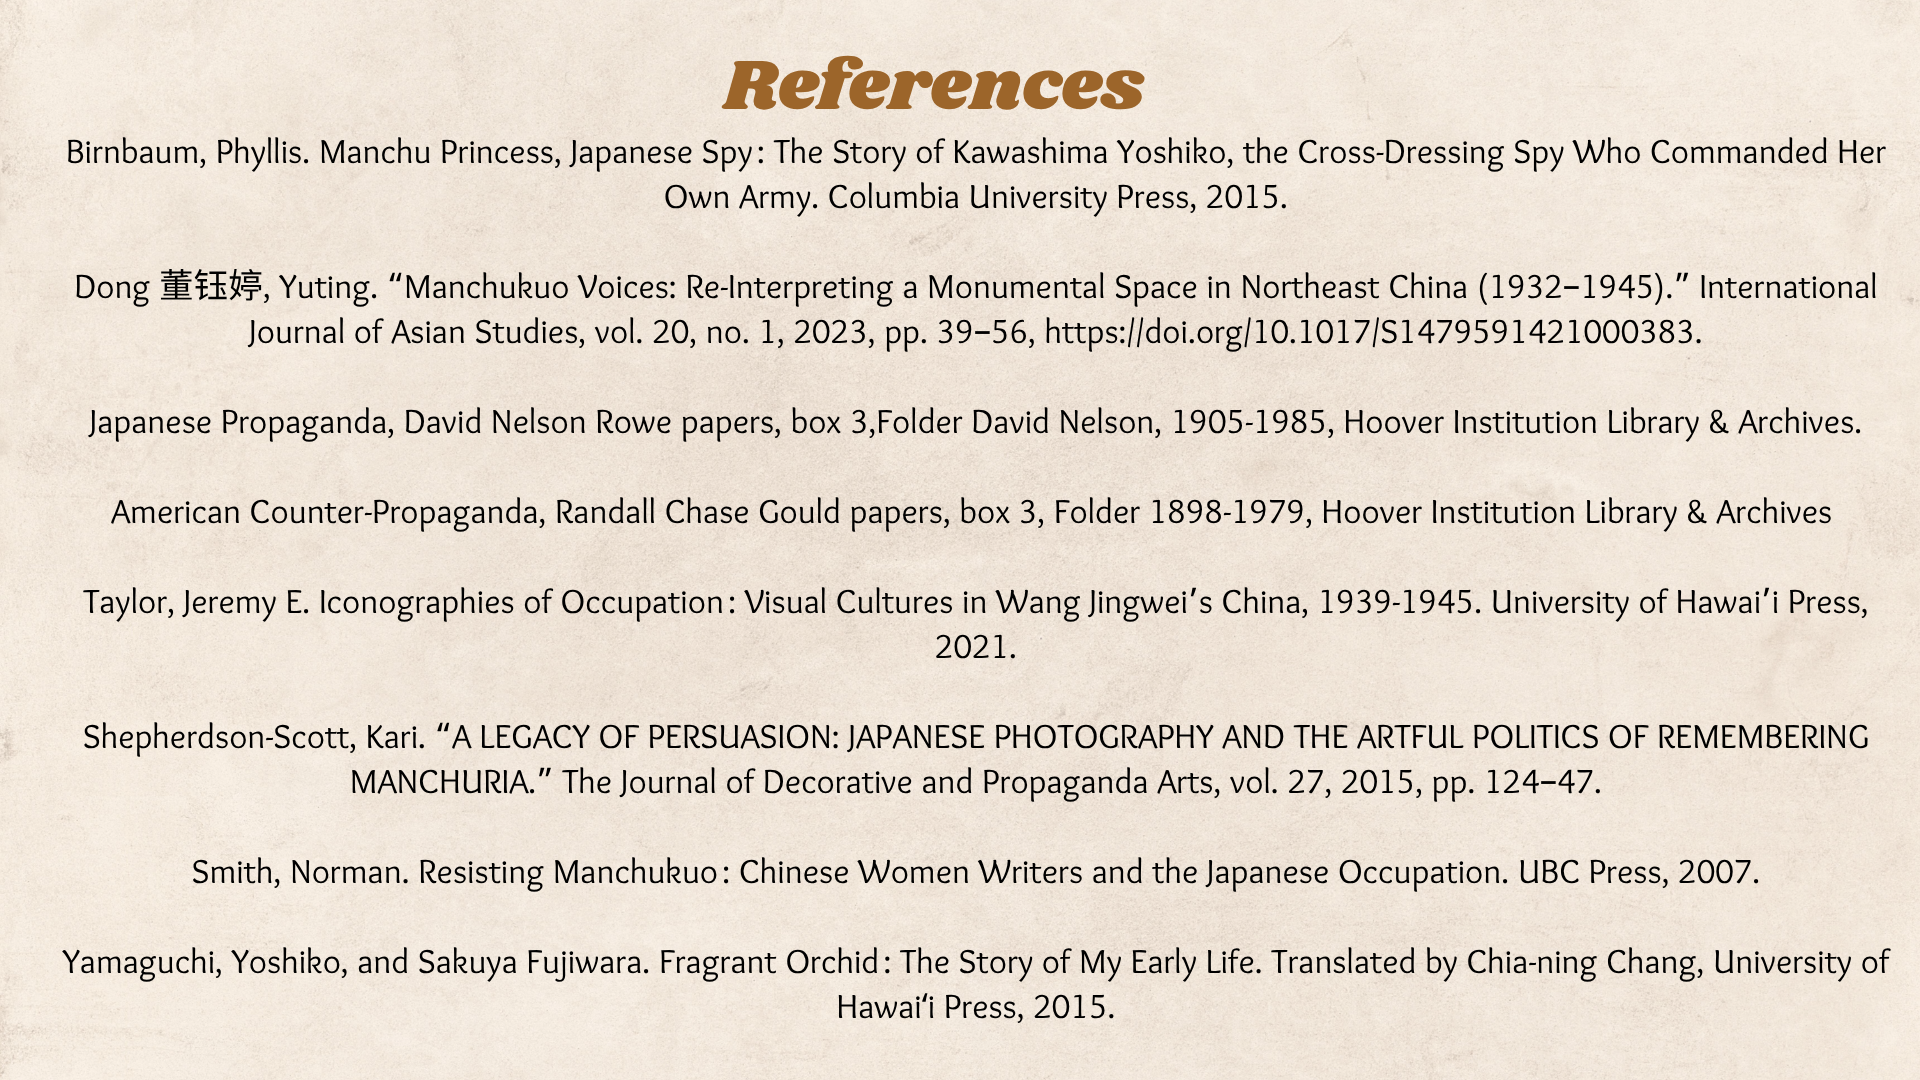 References
Birnbaum, Phyllis. Manchu Princess, Japanese Spy : The Story of Kawashima Yoshiko, the Cross-Dressing Spy Who Commanded Her
Own Army. Columbia University Press, 2015.
Dong 董钰婷, Yuting. “Manchukuo Voices: Re-Interpreting a Monumental Space in Northeast China (1932–1945).” International
Journal of Asian Studies, vol. 20, no. 1, 2023, pp. 39–56, https://doi.org/10.1017/S1479591421000383.
Japanese Propaganda, David Nelson Rowe papers, box 3,Folder David Nelson, 1905-1985, Hoover Institution Library & Archives.
American Counter-Propaganda, Randall Chase Gould papers, box 3, Folder 1898-1979, Hoover Institution Library & Archives
Taylor, Jeremy E. Iconographies of Occupation : Visual Cultures in Wang Jingwei’s China, 1939-1945. University of Hawai’i Press,
2021.
Shepherdson-Scott, Kari. “A LEGACY OF PERSUASION: JAPANESE PHOTOGRAPHY AND THE ARTFUL POLITICS OF REMEMBERING
MANCHURIA.” The Journal of Decorative and Propaganda Arts, vol. 27, 2015, pp. 124–47.
Smith, Norman. Resisting Manchukuo : Chinese Women Writers and the Japanese Occupation. UBC Press, 2007.
Yamaguchi, Yoshiko, and Sakuya Fujiwara. Fragrant Orchid : The Story of My Early Life. Translated by Chia-ning Chang, University of
Hawai‘i Press, 2015.